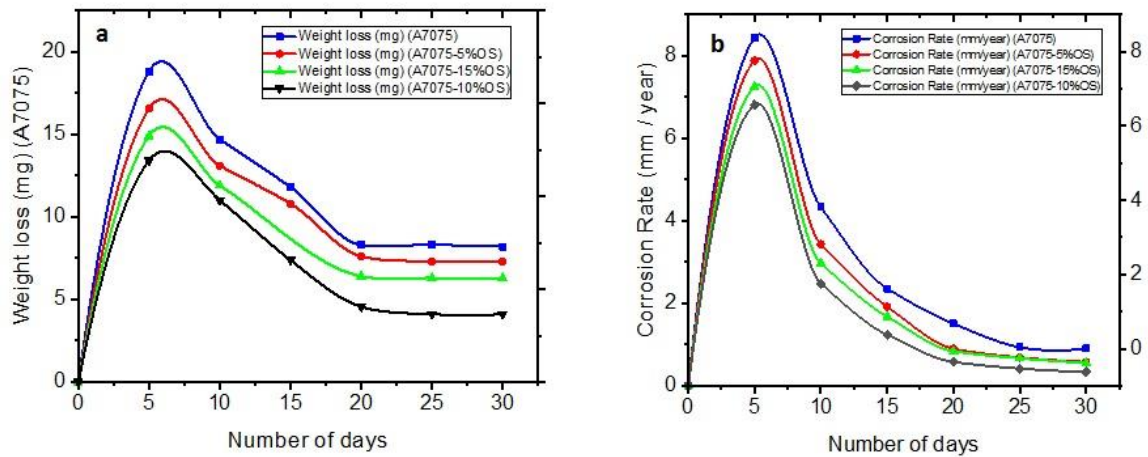 a
Weight loss (mg) (A7075)
Weight loss (mg) (A7075-5%OS)
Weight loss (mg) (A7075-15%OS)
Weight loss (mg) (A7075-10%OS)
Weight loss (mg) (A7075)
20
15
10
5
0
0 5 10 15 20 25 30
Number of days
b
Corrosion Rate (mm/year) (A7075)
Corrosion Rate (mm/year) (A7075-5%OS)
Corrosion Rate (mm/year) (A7075-15%OS)
Corrosion Rate (mm/year) (A7075-10%OS)
Corrosion Rate (mm / year)
8
6
4
2
0
8
6
4
2
0
0 5 10 15 20 25 30
Number of days